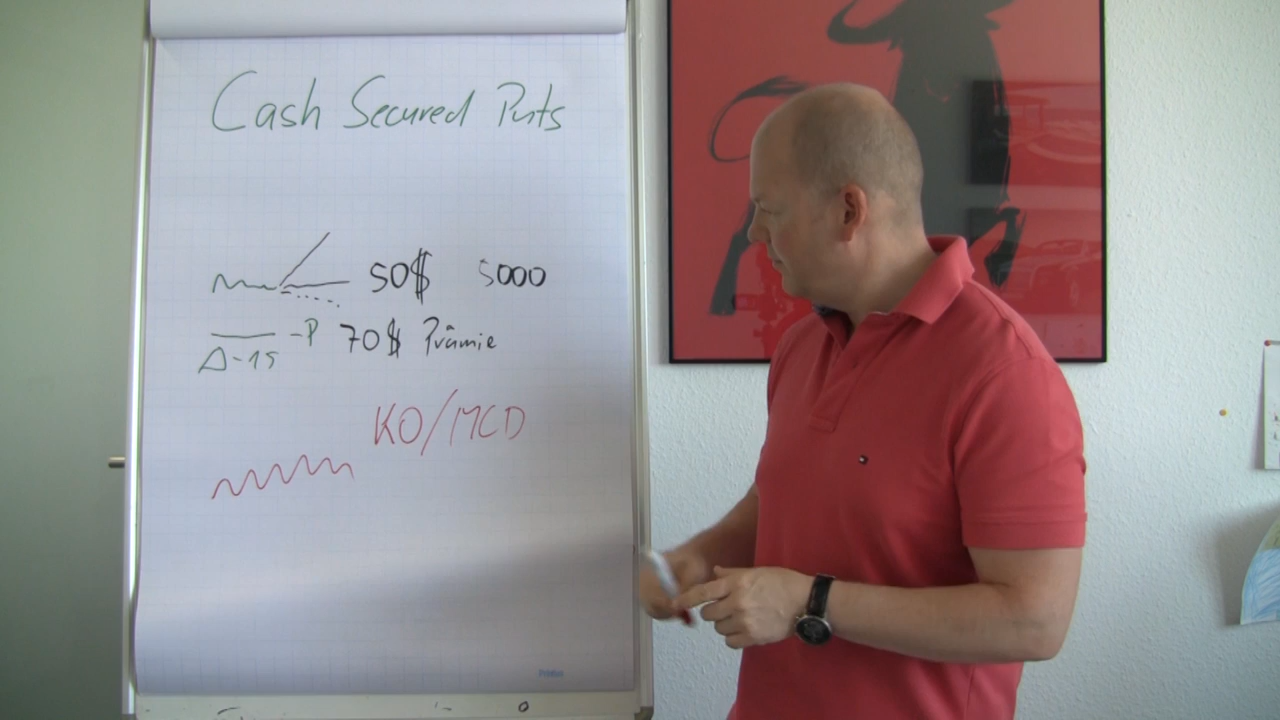 Cash Secured Puts
50$ 5000
-P 70$ Prämie
Δ-15
KO/MCD